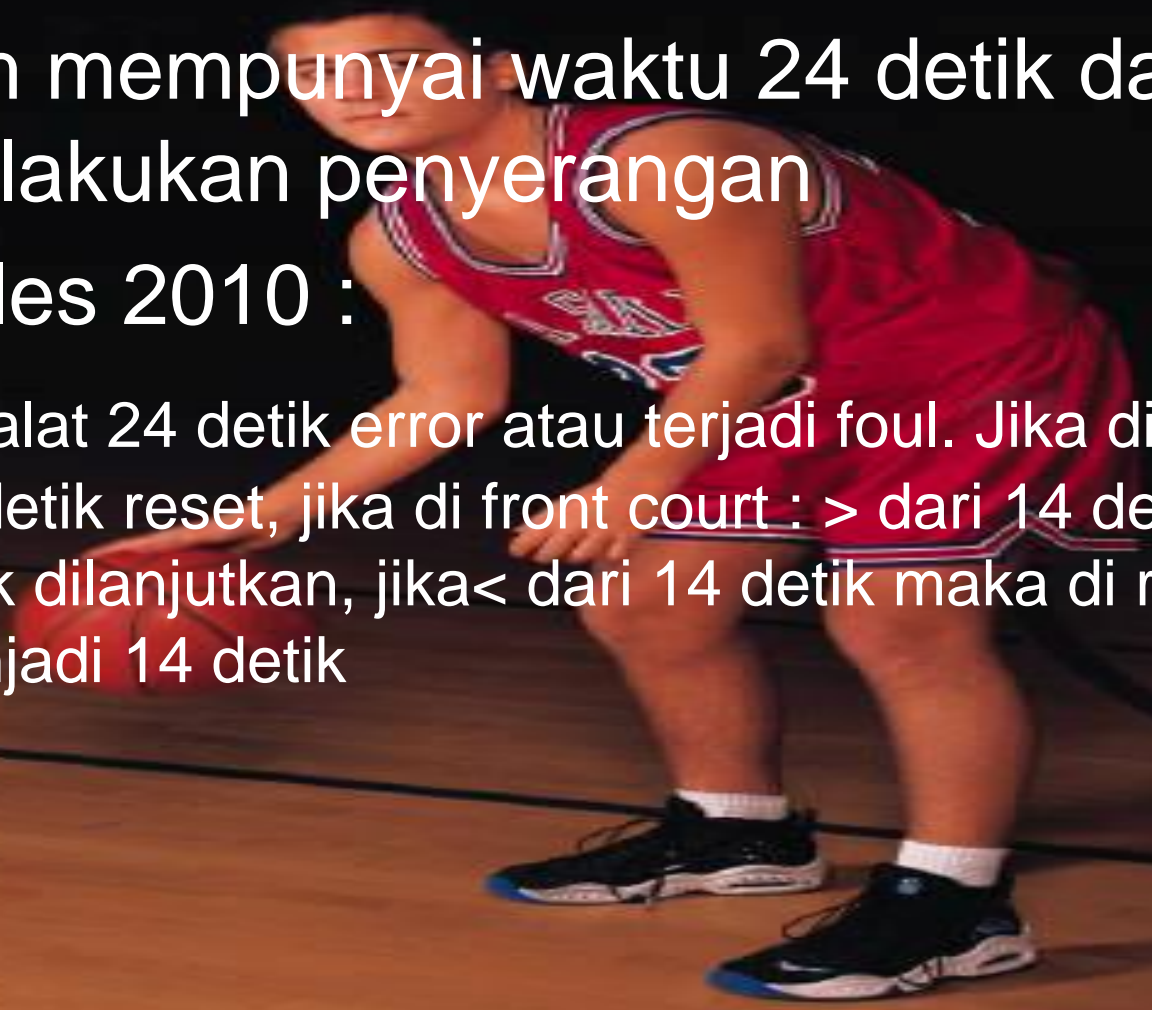 n mempunyai waktu 24 detik da
lakukan penyerangan
les 2010 :
alat 24 detik error atau terjadi foul. Jika di
detik reset, jika di front court : > dari 14 de
k dilanjutkan, jika< dari 14 detik maka di r
njadi 14 detik